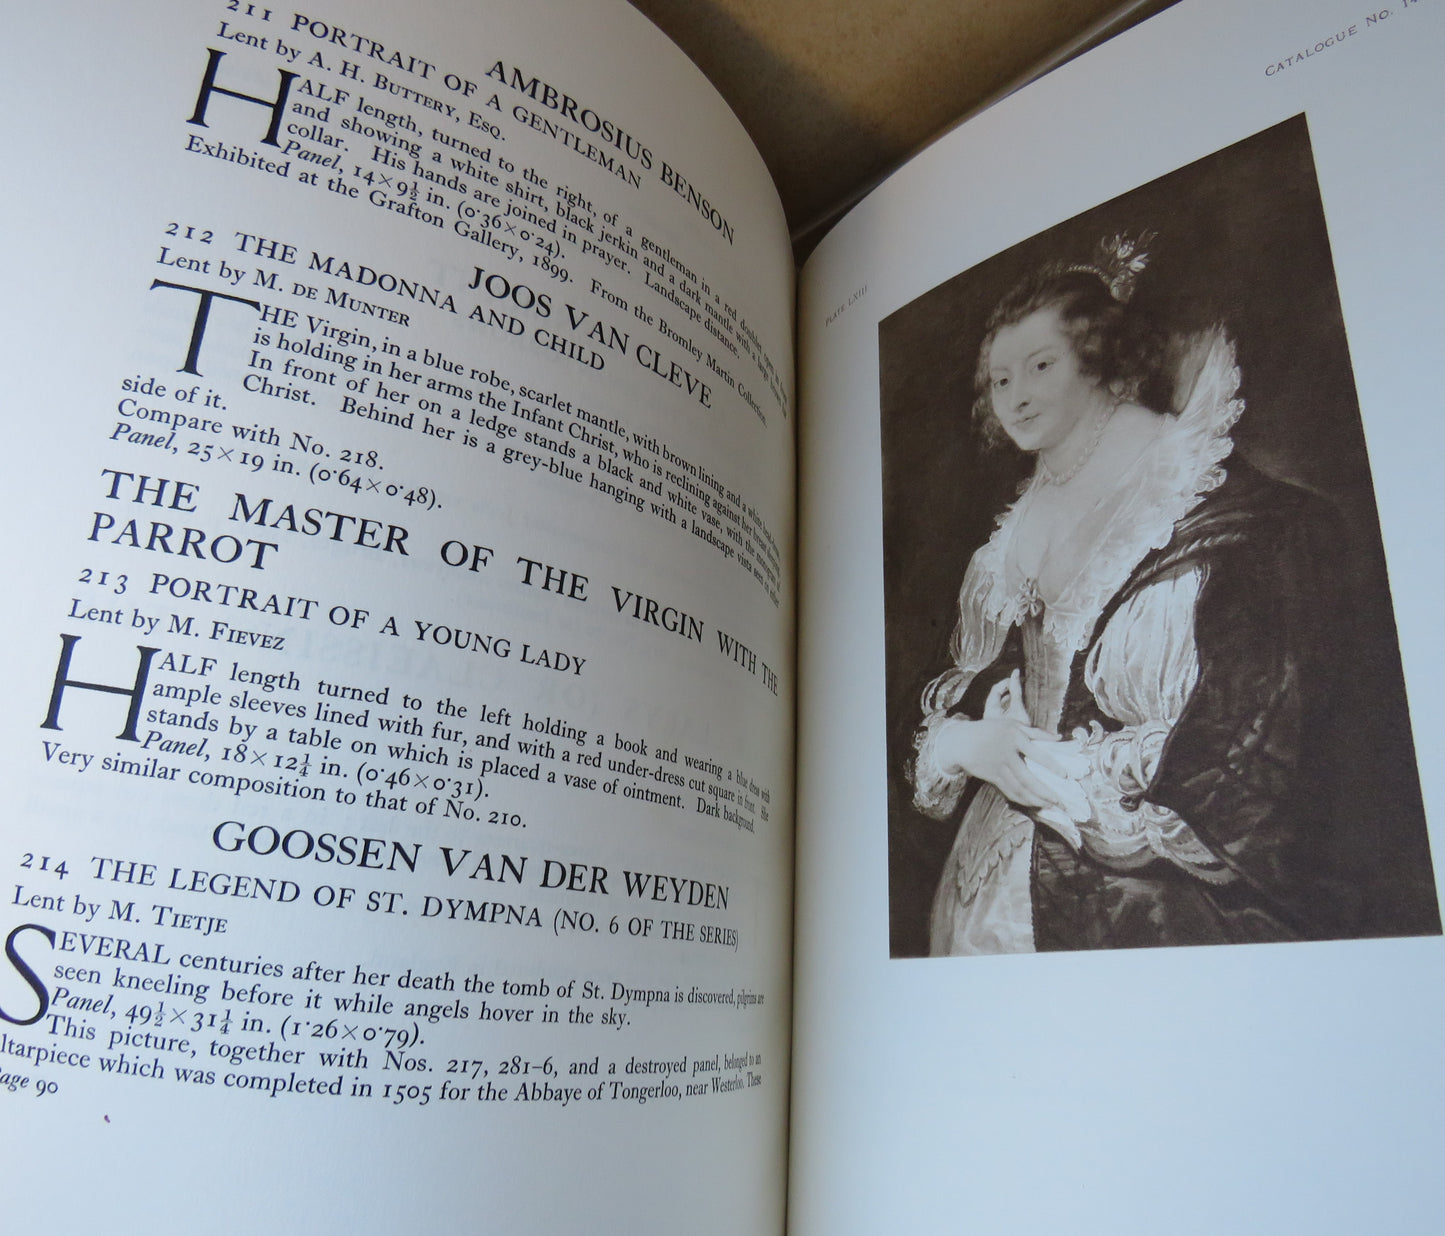 AMBROSIUS BENSON
211 PORTRAIT OF A GENTLEMAN
Lent by A. H. BUTTERY, ESQ.
HALF length, turned to the right, of a gentleman in a red doublet open in
and showing a white shirt, black jerkin and a dark mantle with a large brown fur
collar. His hands are joined in prayer. Landscape distance.
Panel, 14 × 9½ in. (0·36 × 0·24).
Exhibited at the Grafton Gallery, 1899. From the Bromley Martin Collection.
JOOS VAN CLEVE
212 THE MADONNA AND CHILD
Lent by M. DE MUNTER
THE Virgin, in a blue robe, scarlet mantle, with brown lining and a white
is holding in her arms the Infant Christ, who is reclining against her breast
In front of her on a ledge stands a black and white vase, with the monogram of
Christ. Behind her is a grey-blue hanging with a landscape vista seen on either
side of it.
Compare with No. 218.
Panel, 25 × 19 in. (0·64 × 0·48).
THE MASTER OF THE VIRGIN WITH THE
PARROT
213 PORTRAIT OF A YOUNG LADY
Lent by M. FIEVEZ
HALF length turned to the left holding a book and wearing a blue dress with
ample sleeves lined with fur, and with a red under-dress cut square in front. She
stands by a table on which is placed a vase of ointment. Dark background.
Panel, 18 × 12¼ in. (0·46 × 0·31).
Very similar composition to that of No. 210.
GOOSSEN VAN DER WEYDEN
214 THE LEGEND OF ST. DYMPNA (NO. 6 OF THE SERIES)
Lent by M. TIETJE
SEVERAL centuries after her death the tomb of St. Dympna is discovered, pilgrims are
seen kneeling before it while angels hover in the sky.
Panel, 49½ × 31¼ in. (1·26 × 0·79).
This picture, together with Nos. 217, 281–6, and a destroyed panel, belonged to an
ltarpiece which was completed in 1505 for the Abbaye of Tongerloo, near Westerloo. These
Page 90
CATALOGUE NO. 14
PLATE LXIII